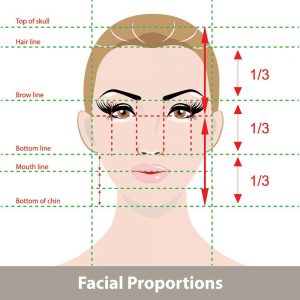 Top of skull
Hair line
1/3
Brow line
1/3
Bottom line
Mouth line
1/3
Bottom of chin
Facial Proportions